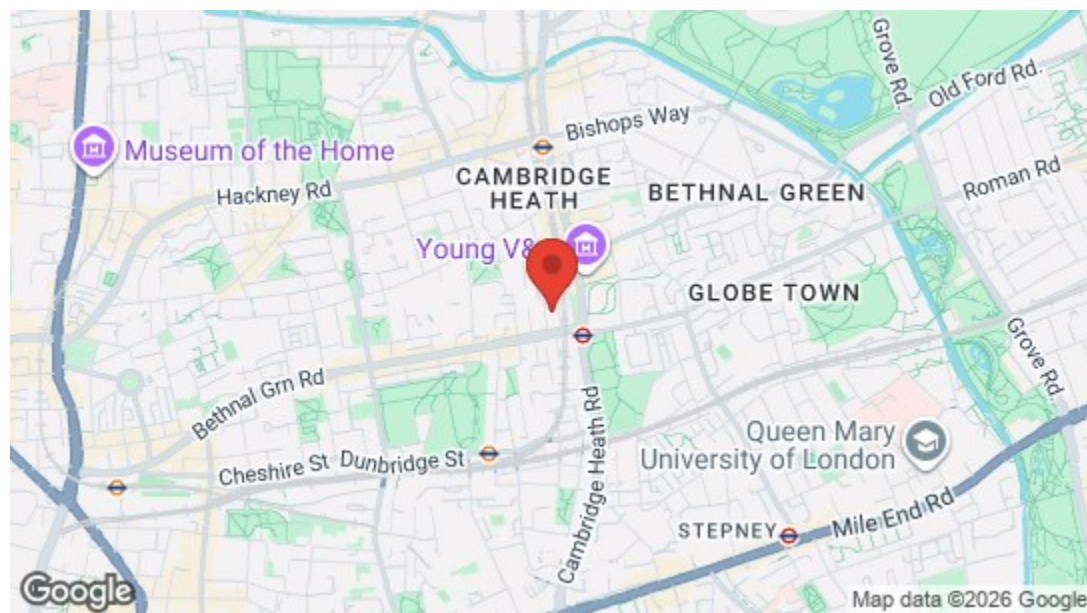 Grove Rd.
Old Ford Rd.
Bishops Way
Museum of the Home
CAMBRIDGE
HEATH
BETHNAL GREEN
Roman Rd
Hackney Rd
Young V&
GLOBE TOWN
Grove Rd.
Bethnal Grn Rd
Cambridge Heath Rd
Queen Mary
University of London
Cheshire St
Dunbridge St
STEPNEY
Mile End Rd
Google
Map data ©2026 Google